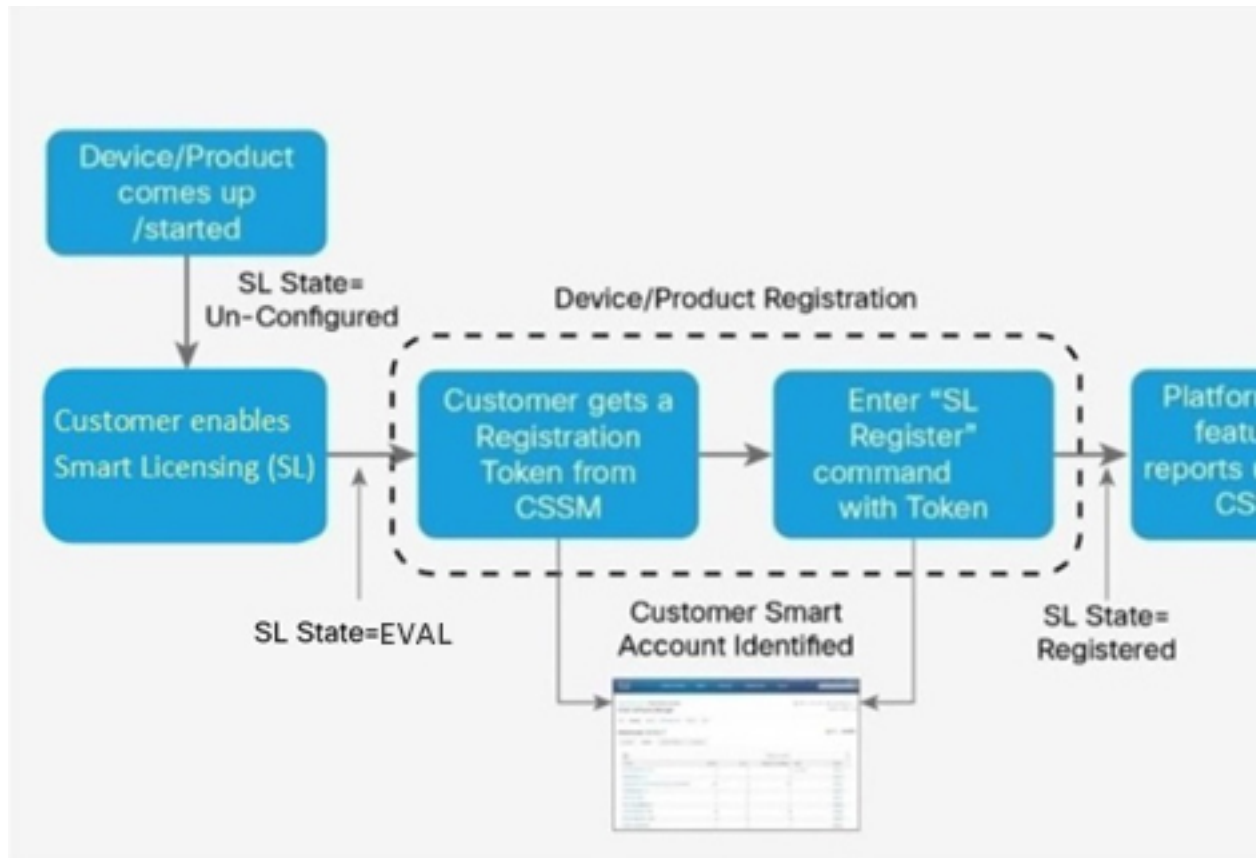 Device/Product
comes up
/started
SL State=
Un-Configured
Device/Product Registration
Customer enables
Smart Licensing (SL)
Customer gets a
Registration
Token from
CSSM
Enter "SL
Register"
command
with Token
reports
SL State=EVAL
Customer Smart
Account Identified
SL State=
Registered